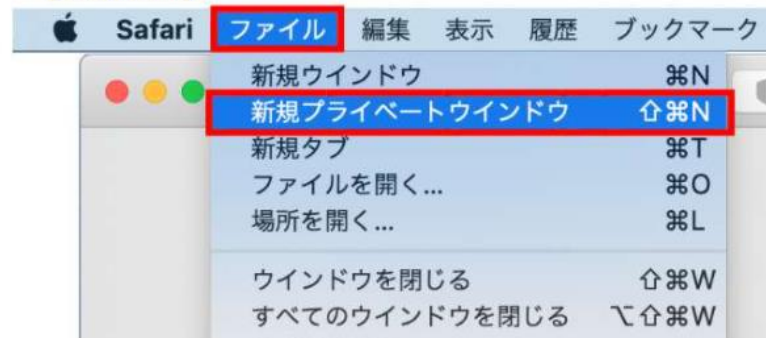 Safari ファイル 編集 表示 履歴 ブックマーク
新規ウインドウ ⌘N
新規プライベートウインドウ ⇧⌘N
新規タブ ⌘T
ファイルを開く... ⌘O
場所を開く... ⌘L
ウインドウを閉じる ⇧⌘W
すべてのウインドウを閉じる ⌥⇧⌘W